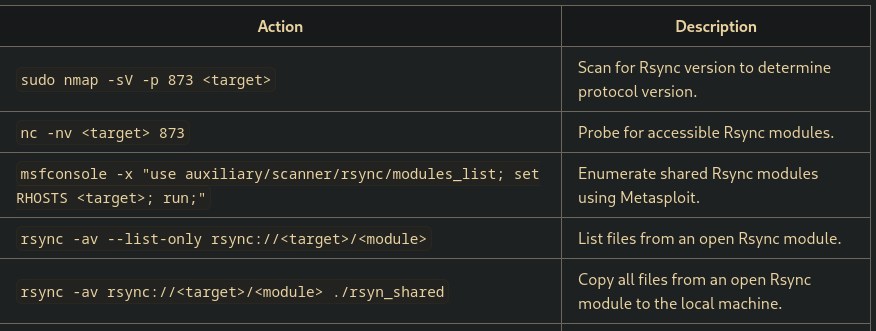 Action
Description
sudo nmap -sV -p 873 <target>
Scan for Rsync version to determine
protocol version.
nc -nv <target> 873
Probe for accessible Rsync modules.
msfconsole -x "use auxiliary/scanner/rsync/modules_list; set
RHOSTS <target>; run;"
Enumerate shared Rsync modules
using Metasploit.
rsync -av --list-only rsync://<target>/<module>
List files from an open Rsync module.
rsync -av rsync://<target>/<module> ./rsyn_shared
Copy all files from an open Rsync
module to the local machine.